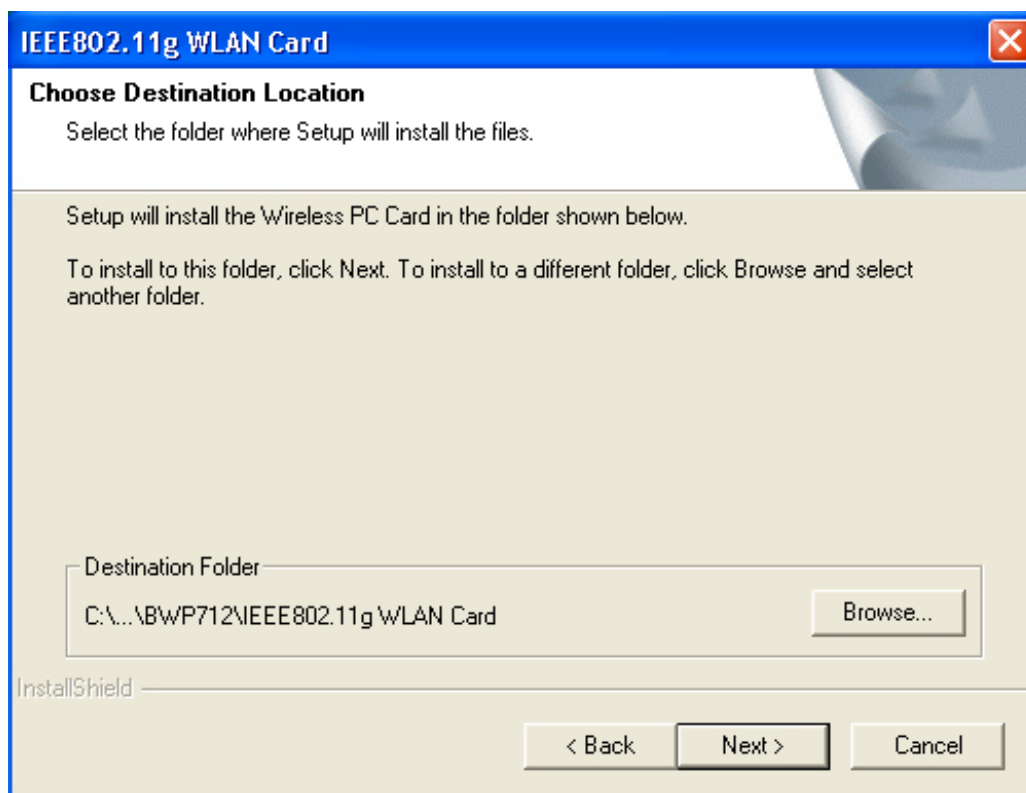 IEEE802.11g WLAN Card
Choose Destination Location
Select the folder where Setup will install the files.
Setup will install the Wireless PC Card in the folder shown below.
To install to this folder, click Next. To install to a different folder, click Browse and select
another folder.
Destination Folder
C:\...\BWP712\IEEE802.11g WLAN Card
Browse...
InstallShield
< Back
Next >
Cancel